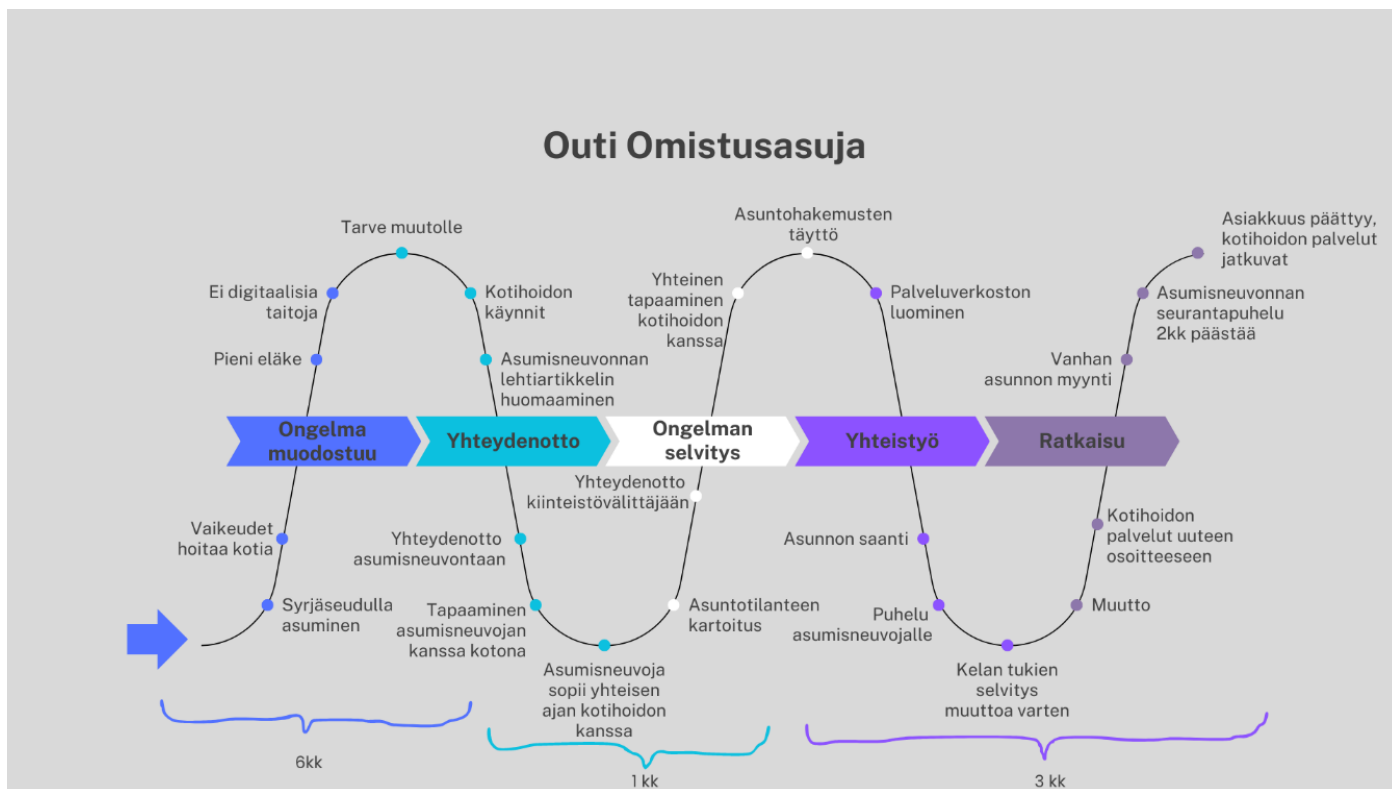 Outi Omistusasuja
Tarve muutolle
Ei digitaalisia
taitoja
Pieni eläke
Kotihoidon
käynnit
Asumisneuvonnan
lehtiartikkelin
huomaaminen
Asuntohakemusten
täyttö
Yhteinen
tapaaminen
kotihoidon
kanssa
Palveluverkoston
luominen
Asiakkuus päättyy,
kotihoidon palvelut
jatkuvat
Asumisneuvonnan
seurantapuhelu
2kk päästää
Vanhan
asunnon myynti
Ongelma
muodostuu
Yhteydenotto
Ongelman
selvitys
Yhteistyö
Ratkaisu
Vaikeudet
hoitaa kotia
Syrjäseudulla
asuminen
Yhteydenotto
asumisneuvontaan
Tapaaminen
asumisneuvojan
kanssa kotona
Asumisneuvoja
sopii yhteisen
ajan kotihoidon
kanssa
Yhteydenotto
kiinteistövälittäjään
Asuntotilanteen
kartoitus
Asunnon saanti
Puhelu
asumisneuvojalle
Kelan tukien
selvitys
muuttoa varten
Kotihoidon
palvelut uuteen
osoitteeseen
Muutto
6kk
1 kk
3 kk